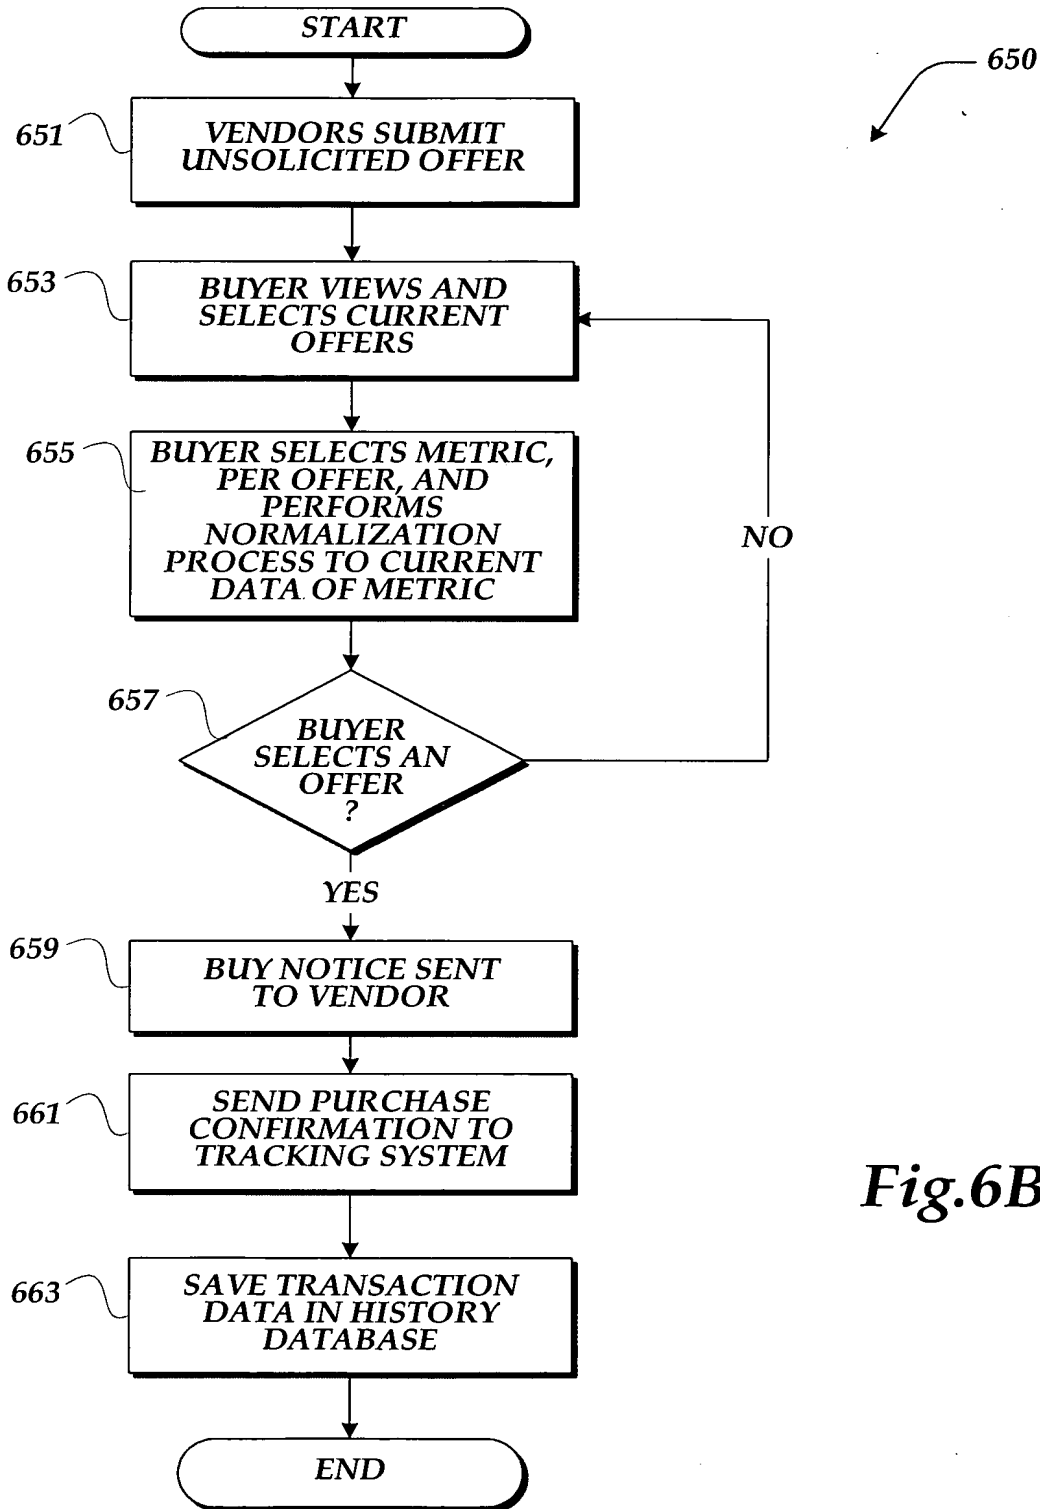 START
650
651
VENDORS SUBMIT
UNSOLICITED OFFER
653
BUYER VIEWS AND
SELECTS CURRENT
OFFERS
655
BUYER SELECTS METRIC,
PER OFFER, AND
PERFORMS
NORMALIZATION
PROCESS TO CURRENT
DATA OF METRIC
NO
657
BUYER
SELECTS AN
OFFER
?
YES
659
BUY NOTICE SENT
TO VENDOR
661
SEND PURCHASE
CONFIRMATION TO
TRACKING SYSTEM
Fig.6B
663
SAVE TRANSACTION
DATA IN HISTORY
DATABASE
END